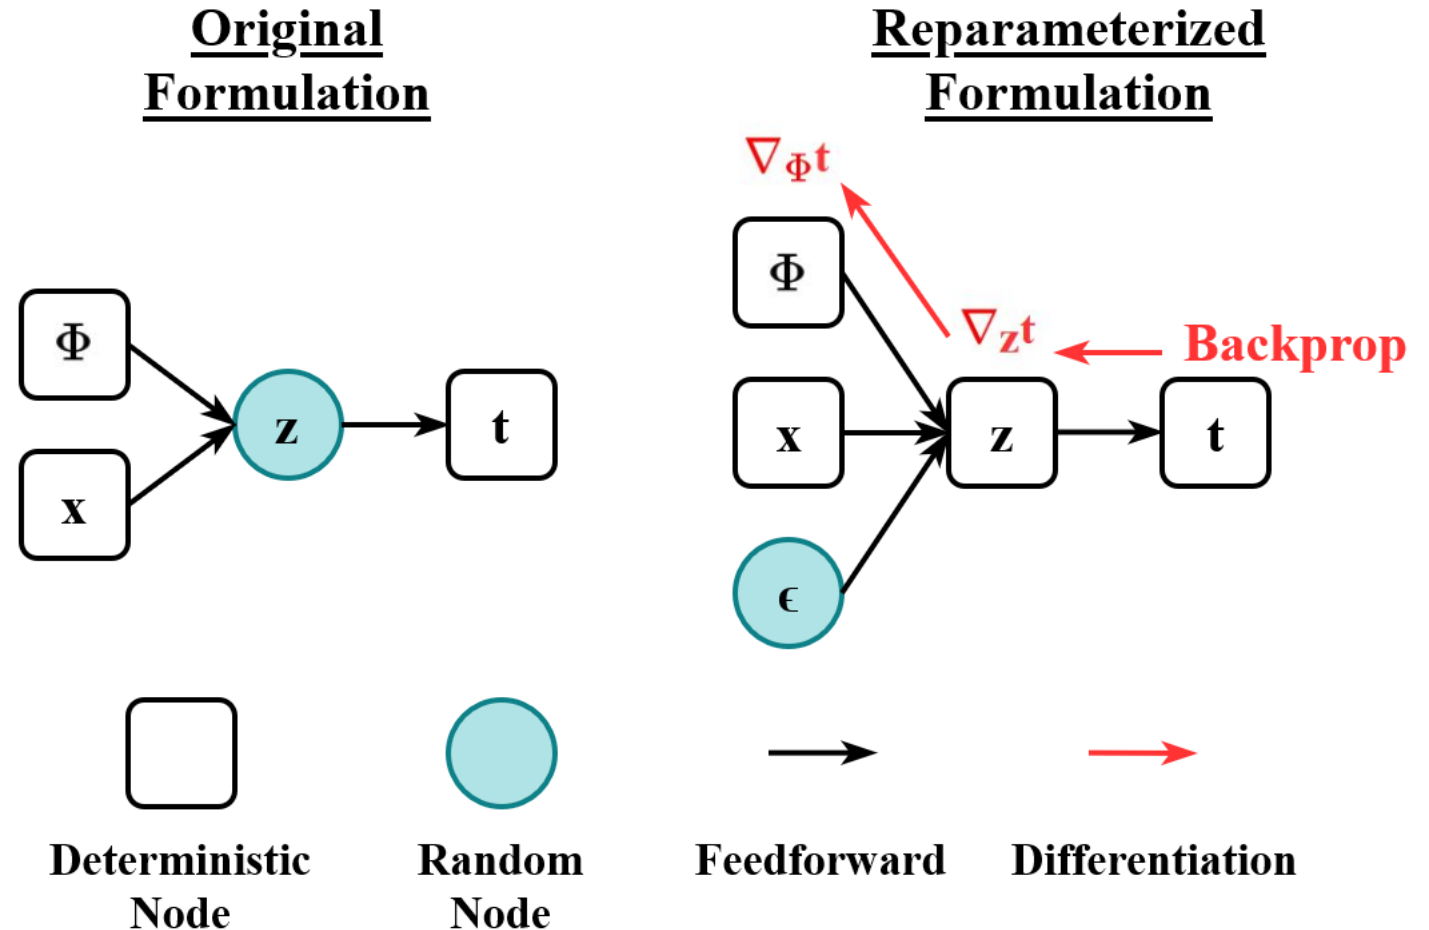 Original
Formulation
Φ
x
z
t
Reparameterized
Formulation
∇Φt
Φ
∇zt
Backprop
x
z
t
ϵ
Deterministic
Node
Random
Node
Feedforward
Differentiation